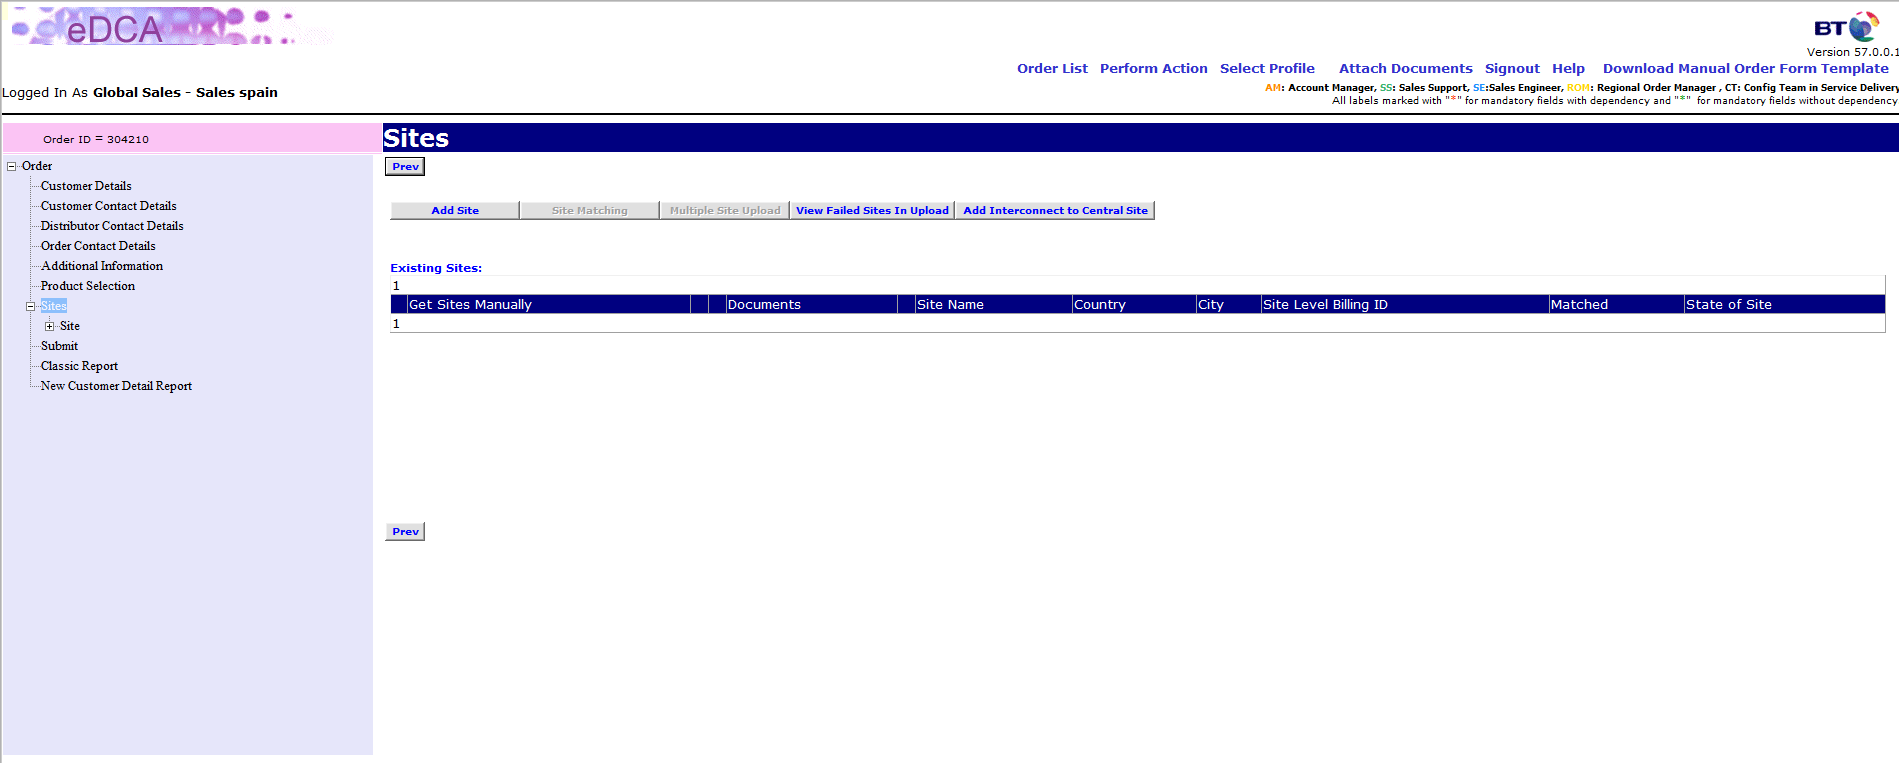 eDCA
BT
Version 57.0.0.1
Order List Perform Action Select Profile Attach Documents Signout Help Download Manual Order Form Template
Logged In As Global Sales - Sales spain
AM: Account Manager, SS: Sales Support, SE:Sales Engineer, ROM: Regional Order Manager , CT: Config Team in Service Delivery
All labels marked with "*" for mandatory fields with dependency and "*" for mandatory fields without dependency
Order ID = 304210
Sites
Prev
Order
Customer Details
Customer Contact Details
Distributor Contact Details
Order Contact Details
Additional Information
Product Selection
Sites
Site
Submit
Classic Report
New Customer Detail Report
Add Site Site Matching Multiple Site Upload View Failed Sites In Upload Add Interconnect to Central Site
Existing Sites:
1
Get Sites Manually Documents Site Name Country City Site Level Billing ID Matched State of Site
1
Prev